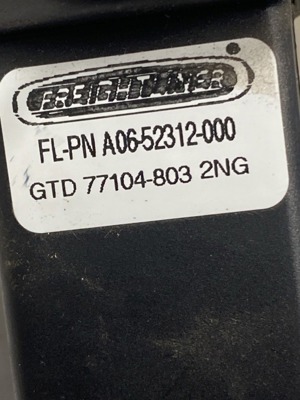 FREIGHTLINER
FL-PN A06-52312-000
GTD 77104-803 2NG